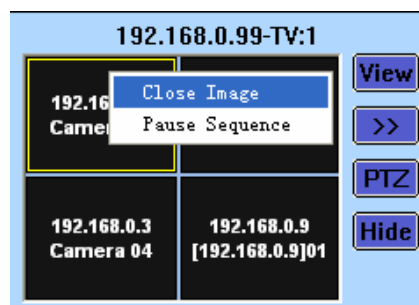 192.168.0.99-TV:1
View
>>
PTZ
Hide
Close Image
Pause Sequence
192.168.0.3
Camera 04
192.168.0.9
[192.168.0.9]01